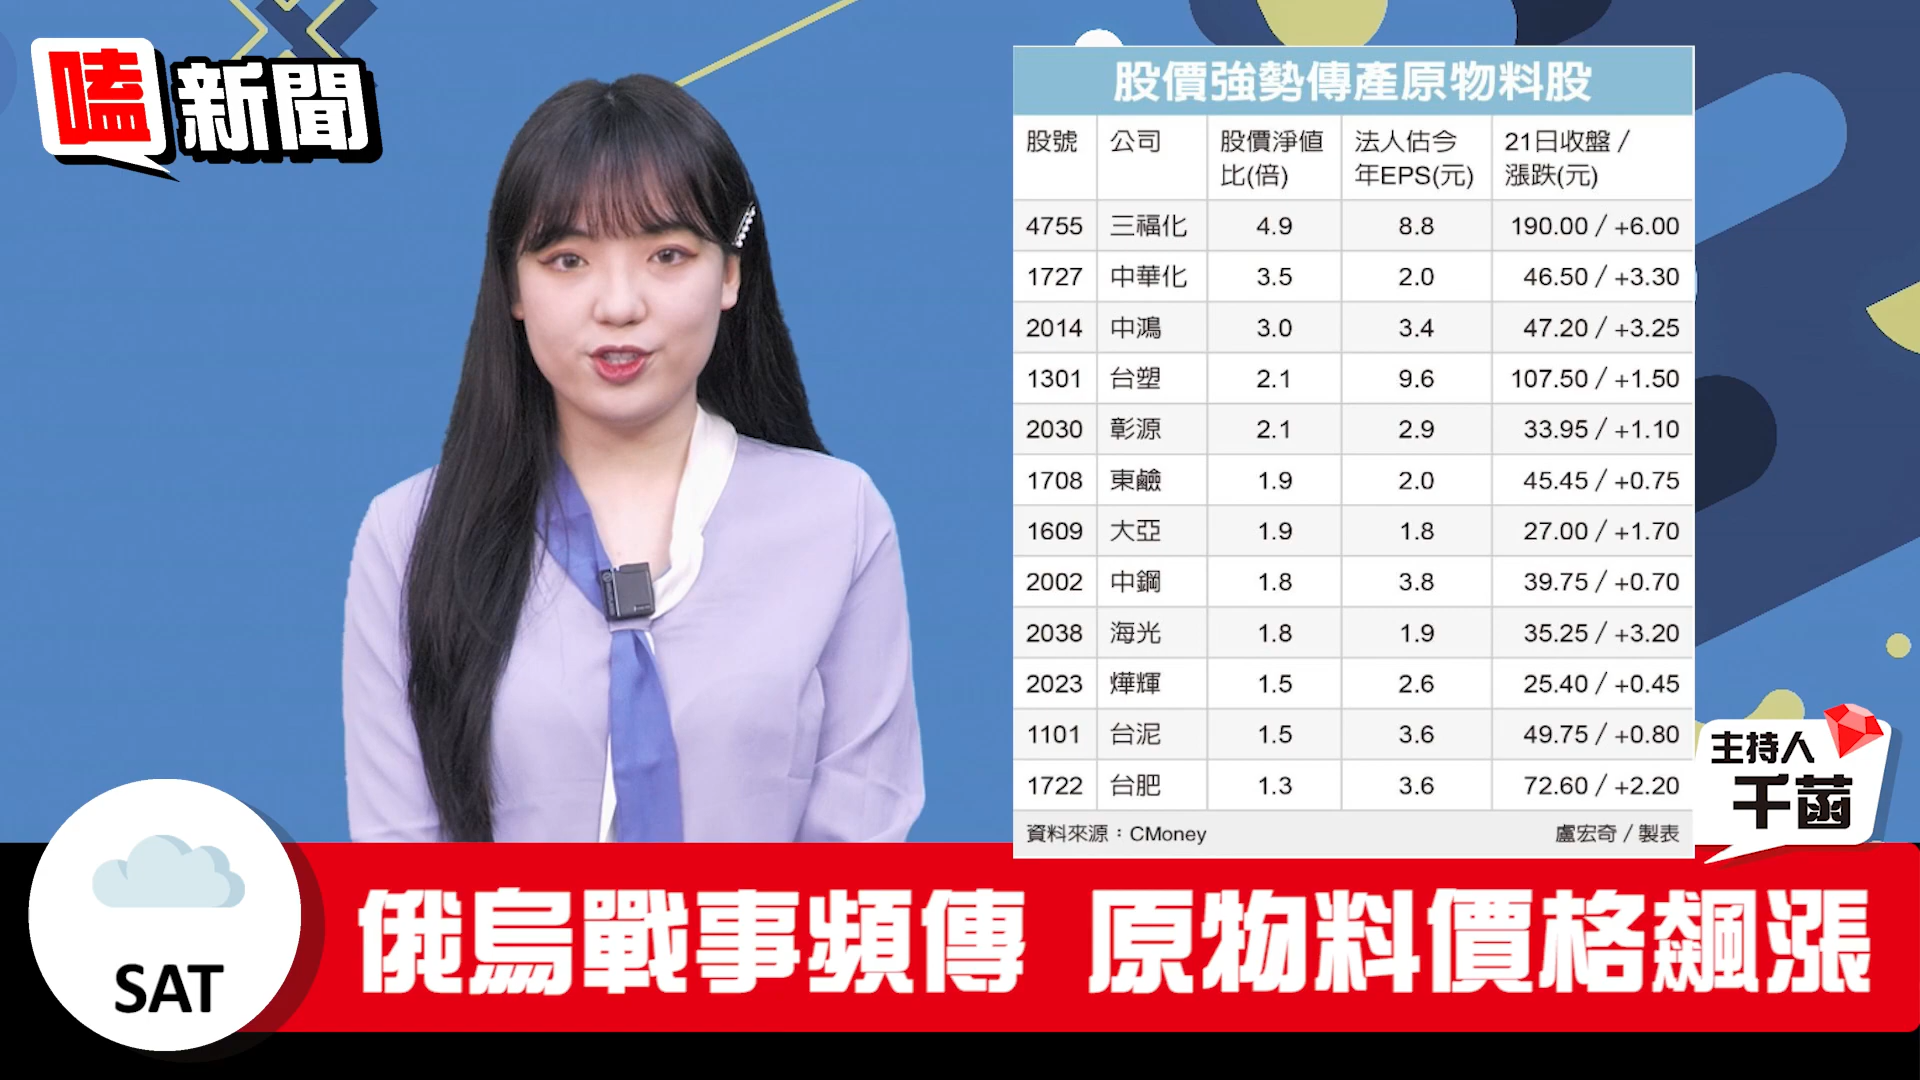 嗑新聞
股價強勢傳產原物料股
股號 公司 股價淨值比(倍) 法人估今年EPS(元) 21日收盤/漲跌(元)
4755 三福化 4.9 8.8 190.00 / +6.00
1727 中華化 3.5 2.0 46.50 / +3.30
2014 中鴻 3.0 3.4 47.20 / +3.25
1301 台塑 2.1 9.6 107.50 / +1.50
2030 彰源 2.1 2.9 33.95 / +1.10
1708 東鹼 1.9 2.0 45.45 / +0.75
1609 大亞 1.9 1.8 27.00 / +1.70
2002 中鋼 1.8 3.8 39.75 / +0.70
2038 海光 1.8 1.9 35.25 / +3.20
2023 燁輝 1.5 2.6 25.40 / +0.45
1101 台泥 1.5 3.6 49.75 / +0.80
1722 台肥 1.3 3.6 72.60 / +2.20
資料來源：CMoney 盧宏奇/製表
主持人
千菡
SAT
俄烏戰事頻傳 原物料價格飆漲